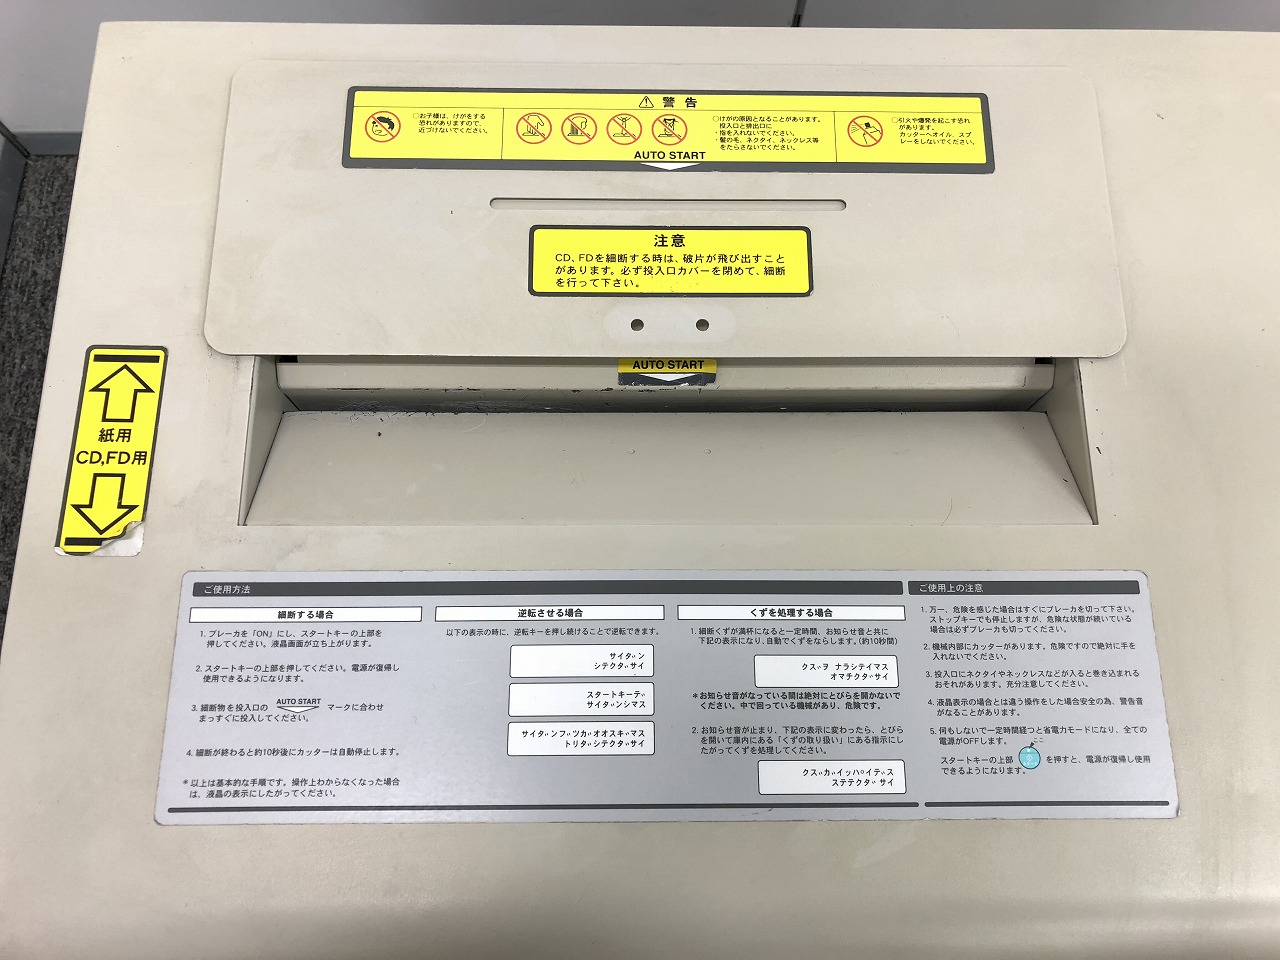 ⚠ 警告
○お子様は、けがをする
恐れがありますので、
近づけないでください。
○けがの原因となることがあります。
投入口と排出口に
・指を入れないでください。
・髪の毛、ネクタイ、ネックレス等
をたらさないでください。
○引火や爆発を起こす恐れ
があります。
カッターへオイル、スプ
レーをしないでください。
AUTO START
注意
CD、FDを細断する時は、破片が飛び出すこと
があります。必ず投入口カバーを閉めて、細断
を行って下さい。
AUTO START
紙用
CD,FD用
ご使用方法
細断する場合
1. ブレーカを「ON」にし、スタートキーの上部を
押してください。液晶画面が立ち上がります。
2. スタートキーの上部を押してください。電源が復帰し
使用できるようになります。
3. 細断物を投入口の AUTO START マークに合わせ
まっすぐに投入してください。
4. 細断が終わると約10秒後にカッターは自動停止します。
*以上は基本的な手順です。操作上わからなくなった場合
は、液晶の表示にしたがってください。
逆転させる場合
以下の表示の時に、逆転キーを押し続けることで逆転できます。
サイタ゛ン
シテクタ゛サイ
スタートキーテ゛
サイタ゛ンシマス
サイタ゛ンフ゛ツカ゛オオスキ゛マス
トリタ゛シテクタ゛サイ
くずを処理する場合
1. 細断くずが満杯になると一定時間、お知らせ音と共に
下記の表示になり、自動でくずをならします。(約10秒間)
クス゛ヲ ナラシテイマス
オマチクタ゛サイ
*お知らせ音がなっている間は絶対にとびらを開かないで
ください。中で回っている機械があり、危険です。
2. お知らせ音が止まり、下記の表示に変わったら、とびら
を開いて庫内にある「くずの取り扱い」にある指示にし
たがってくずを処理してください。
クス゛カ゛イッハ゜イテ゛ス
ステテクタ゛サイ
ご使用上の注意
1. 万一、危険を感じた場合はすぐにブレーカを切って下さい。
ストップキーでも停止しますが、危険な状態が続いている
場合は必ずブレーカも切ってください。
2. 機械内部にカッターがあります。危険ですので絶対に手を
入れないでください。
3. 投入口にネクタイやネックレスなどが入ると巻き込まれる
おそれがあります。充分注意してください。
4. 液晶表示の場合とは違う操作をした場合安全の為、警告音
がなることがあります。
5. 何もしないで一定時間経つと省電力モードになり、全ての
電源がOFFします。
ここ
スタートキーの上部 を押すと、電源が復帰し使用
できるようになります。